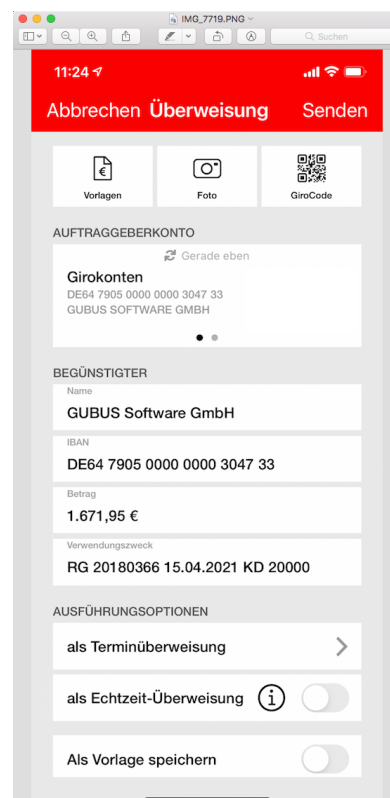 IMG_7719.PNG
Suchen
11:24
Abbrechen Überweisung Senden
Vorlagen Foto GiroCode
AUFTRAGGEBERKONTO
Gerade eben
Girokonten
DE64 7905 0000 0000 3047 33
GUBUS SOFTWARE GMBH
BEGÜNSTIGTER
Name
GUBUS Software GmbH
IBAN
DE64 7905 0000 0000 3047 33
Betrag
1.671,95 €
Verwendungszweck
RG 20180366 15.04.2021 KD 20000
AUSFÜHRUNGSOPTIONEN
als Terminüberweisung
als Echtzeit-Überweisung
Als Vorlage speichern